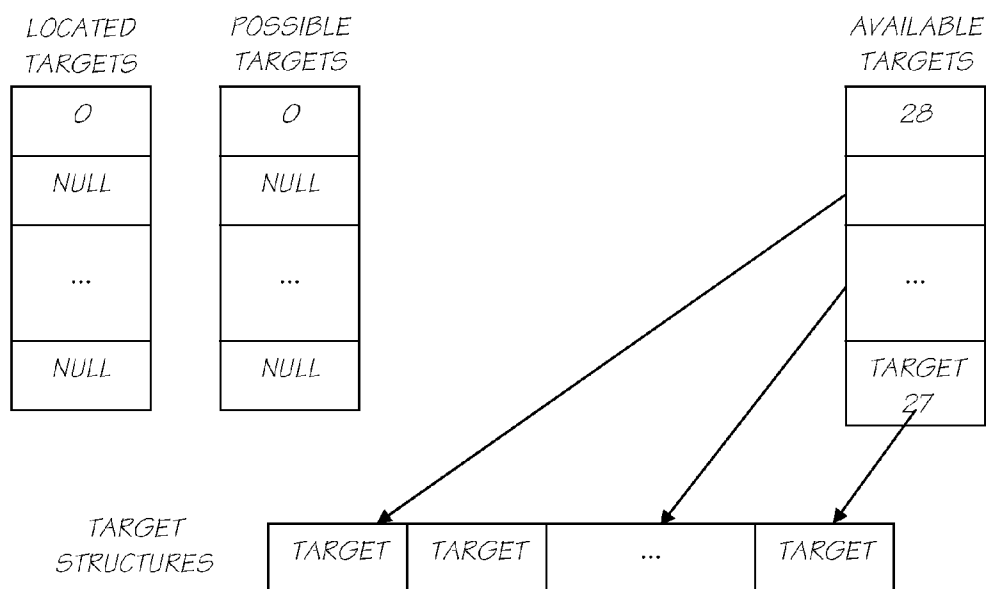 LOCATED
TARGETS
POSSIBLE
TARGETS
AVAILABLE
TARGETS
0
NULL
...
NULL
0
NULL
...
NULL
28
...
TARGET
27
TARGET
STRUCTURES
TARGET
TARGET
...
TARGET